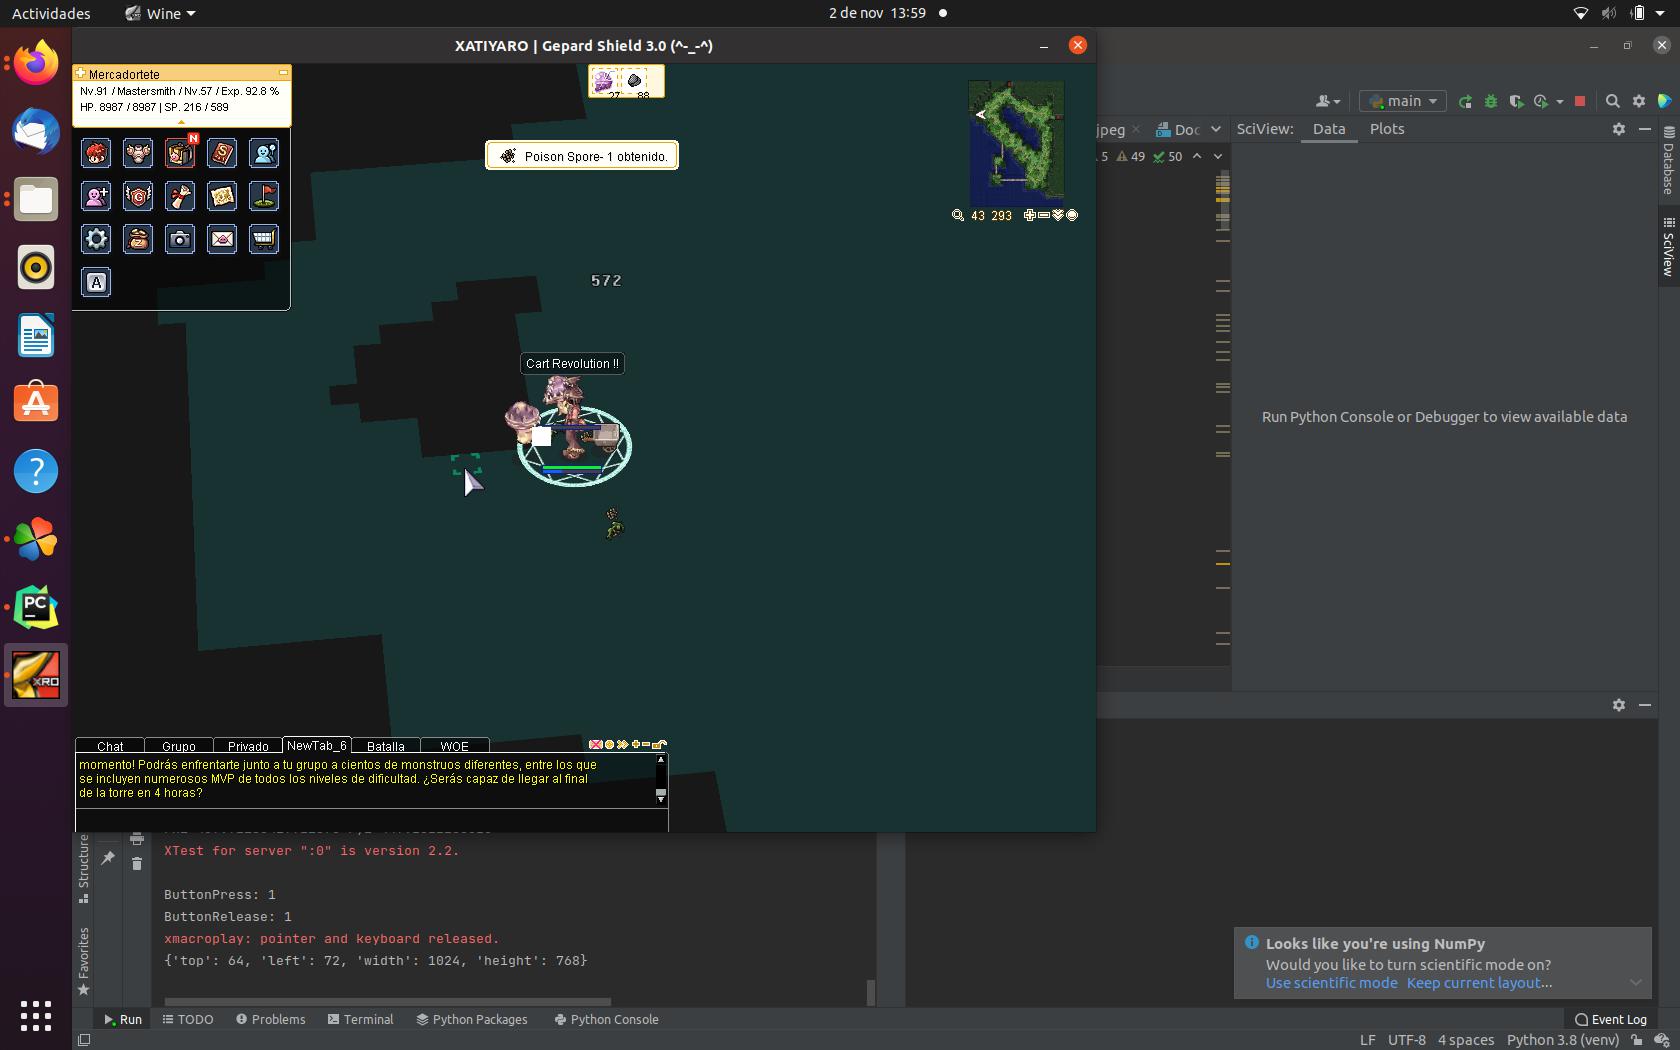 Actividades
Wine
2 de nov 13:59
XATIYARO | Gepard Shield 3.0 (^-_-^)
Mercadortete
Nv.91 / Mastersmith / Nv.57 / Exp. 92.8 %
HP. 8987 / 8987 | SP. 216 / 589
N
A
27 88
Poison Spore- 1 obtenido.
43 293
572
Cart Revolution !!
Chat
Grupo
Privado
NewTab_6
Batalla
WOE
momento! Podrás enfrentarte junto a tu grupo a cientos de monstruos diferentes, entre los que
se incluyen numerosos MVP de todos los niveles de dificultad. ¿Serás capaz de llegar al final
de la torre en 4 horas?
main
jpeg
Doc
SciView:
Data
Plots
5 49 50
Database
SciView
Run Python Console or Debugger to view available data
PC
XRO
Structure
Favorites
XTest for server ":0" is version 2.2.
ButtonPress: 1
ButtonRelease: 1
xmacroplay: pointer and keyboard released.
{'top': 64, 'left': 72, 'width': 1024, 'height': 768}
Looks like you're using NumPy
Would you like to turn scientific mode on?
Use scientific mode Keep current layout...
Run
TODO
Problems
Terminal
Python Packages
Python Console
Event Log
LF UTF-8 4 spaces Python 3.8 (venv)